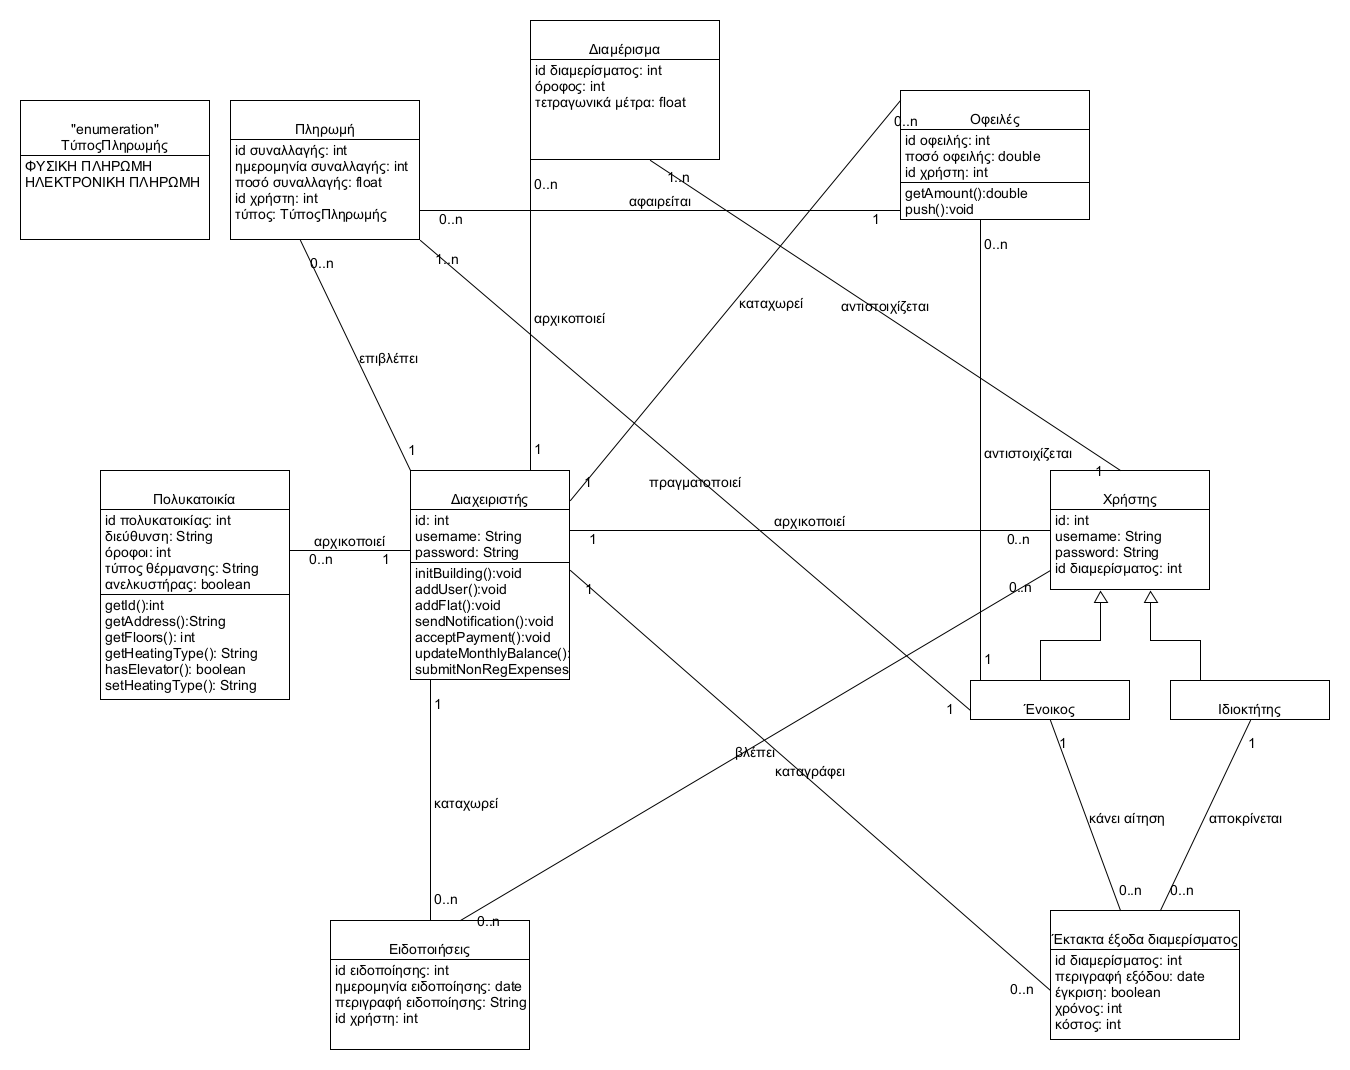 Διαμέρισμα
id διαμερίσματος: int
όροφος: int
τετραγωνικά μέτρα: float
"enumeration"
ΤύποςΠληρωμής
ΦΥΣΙΚΗ ΠΛΗΡΩΜΗ
ΗΛΕΚΤΡΟΝΙΚΗ ΠΛΗΡΩΜΗ
Πληρωμή
id συναλλαγής: int
ημερομηνία συναλλαγής: int
ποσό συναλλαγής: float
id χρήστη: int
τύπος: ΤύποςΠληρωμής
Οφειλές
id οφειλής: int
ποσό οφειλής: double
id χρήστη: int
getAmount():double
push():void
0..n
0..n
1..n
αφαιρείται
0..n
1
0..n
0..n
1..n
αρχικοποιεί
καταχωρεί
αντιστοιχίζεται
επιβλέπει
1
1
αντιστοιχίζεται
1
1
πραγματοποιεί
Πολυκατοικία
id πολυκατοικίας: int
διεύθυνση: String
όροφοι: int
τύπος θέρμανσης: String
ανελκυστήρας: boolean
getId():int
getAddress():String
getFloors(): int
getHeatingType(): String
hasElevator(): boolean
setHeatingType(): String
αρχικοποιεί
0..n
1
Διαχειριστής
id: int
username: String
password: String
initBuilding():void
addUser():void
addFlat():void
sendNotification():void
acceptPayment():void
updateMonthlyBalance():
submitNonRegExpenses
αρχικοποιεί
1
0..n
Χρήστης
id: int
username: String
password: String
id διαμερίσματος: int
1
0..n
1
1
1
Ένοικος
Ιδιοκτήτης
1
1
βλέπει
καταγράφει
καταχωρεί
κάνει αίτηση
αποκρίνεται
0..n
0..n
0..n
0..n
0..n
Ειδοποιήσεις
id ειδοποίησης: int
ημερομηνία ειδοποίησης: date
περιγραφή ειδοποίησης: String
id χρήστη: int
Έκτακτα έξοδα διαμερίσματος
id διαμερίσματος: int
περιγραφή εξόδου: date
έγκριση: boolean
χρόνος: int
κόστος: int